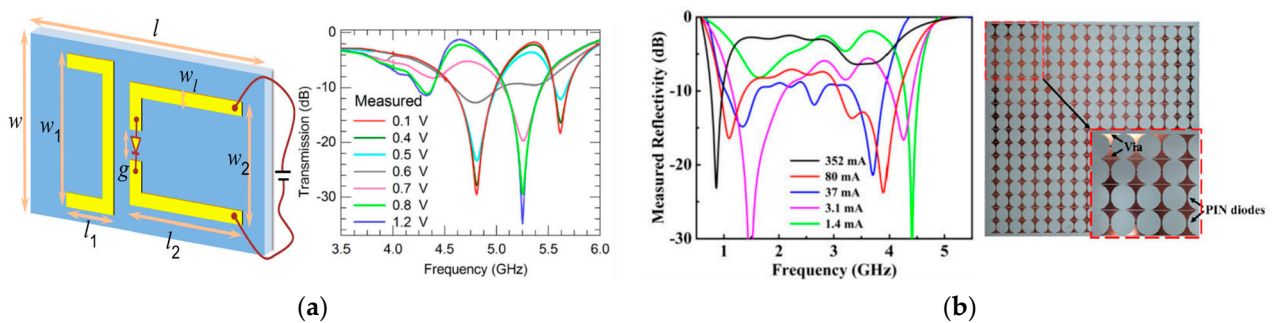 l
w
w1
wl
g
w2
l1
l2
Transmission (dB)
0
-10
-20
-30
Measured
0.1 V
0.4 V
0.5 V
0.6 V
0.7 V
0.8 V
1.2 V
3.5 4.0 4.5 5.0 5.5 6.0
Frequency (GHz)
(a)
Measured Reflectivity (dB)
0
-10
-20
-30
352 mA
80 mA
37 mA
3.1 mA
1.4 mA
1 2 3 4 5
Frequency (GHz)
Via
PIN diodes
(b)